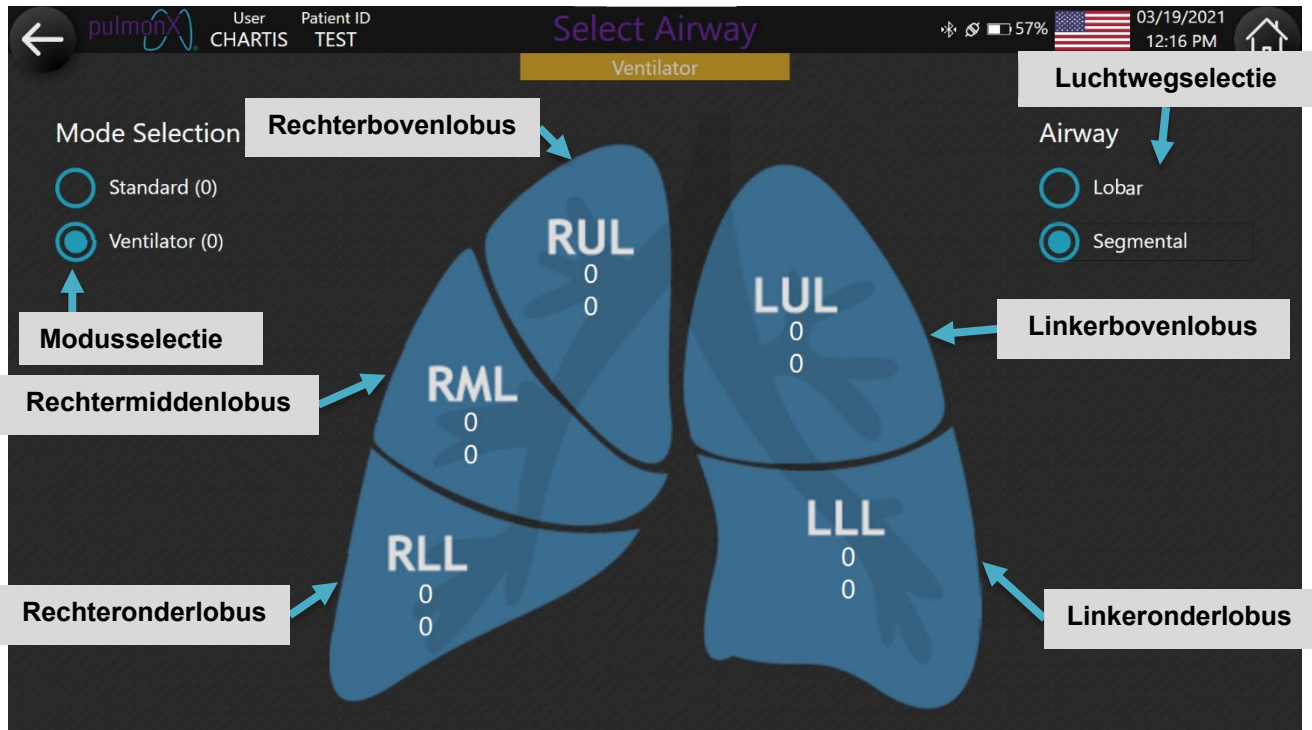 pulmonX
User
CHARTIS
Patient ID
TEST
Select Airway
57%
03/19/2021
12:16 PM
Ventilator
Luchtwegselectie
Mode Selection
Rechterbovenlobus
Airway
Standard (0)
Lobar
Ventilator (0)
Segmental
RUL
0
0
LUL
0
0
Linkerbovenlobus
Modusselectie
RML
0
0
Rechtermiddenlobus
LLL
0
0
RLL
0
0
Rechteronderlobus
Linkeronderlobus